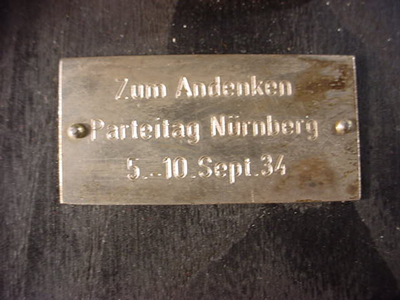 Zum Andenken
Parteitag Nürnberg
5.-10.Sept.34